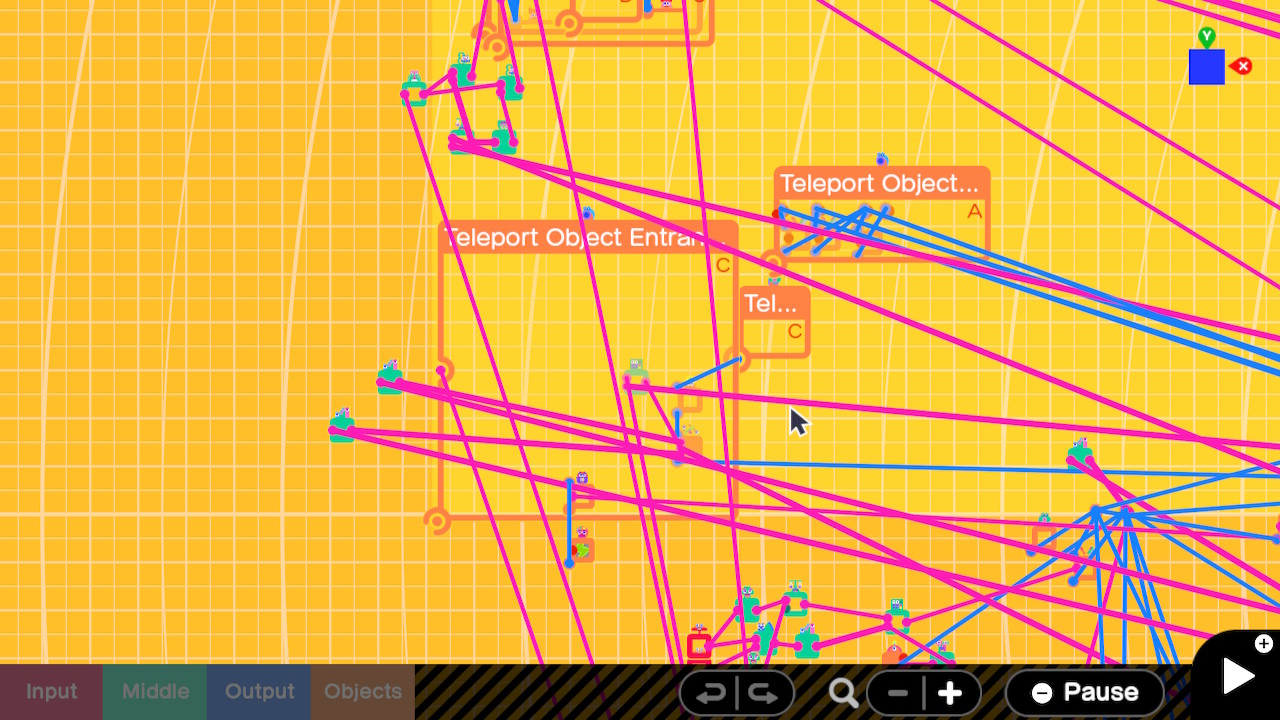 Y
X
Teleport Object...
A
Teleport Object Entran...
C
Tel...
C
Input
Middle
Output
Objects
Pause